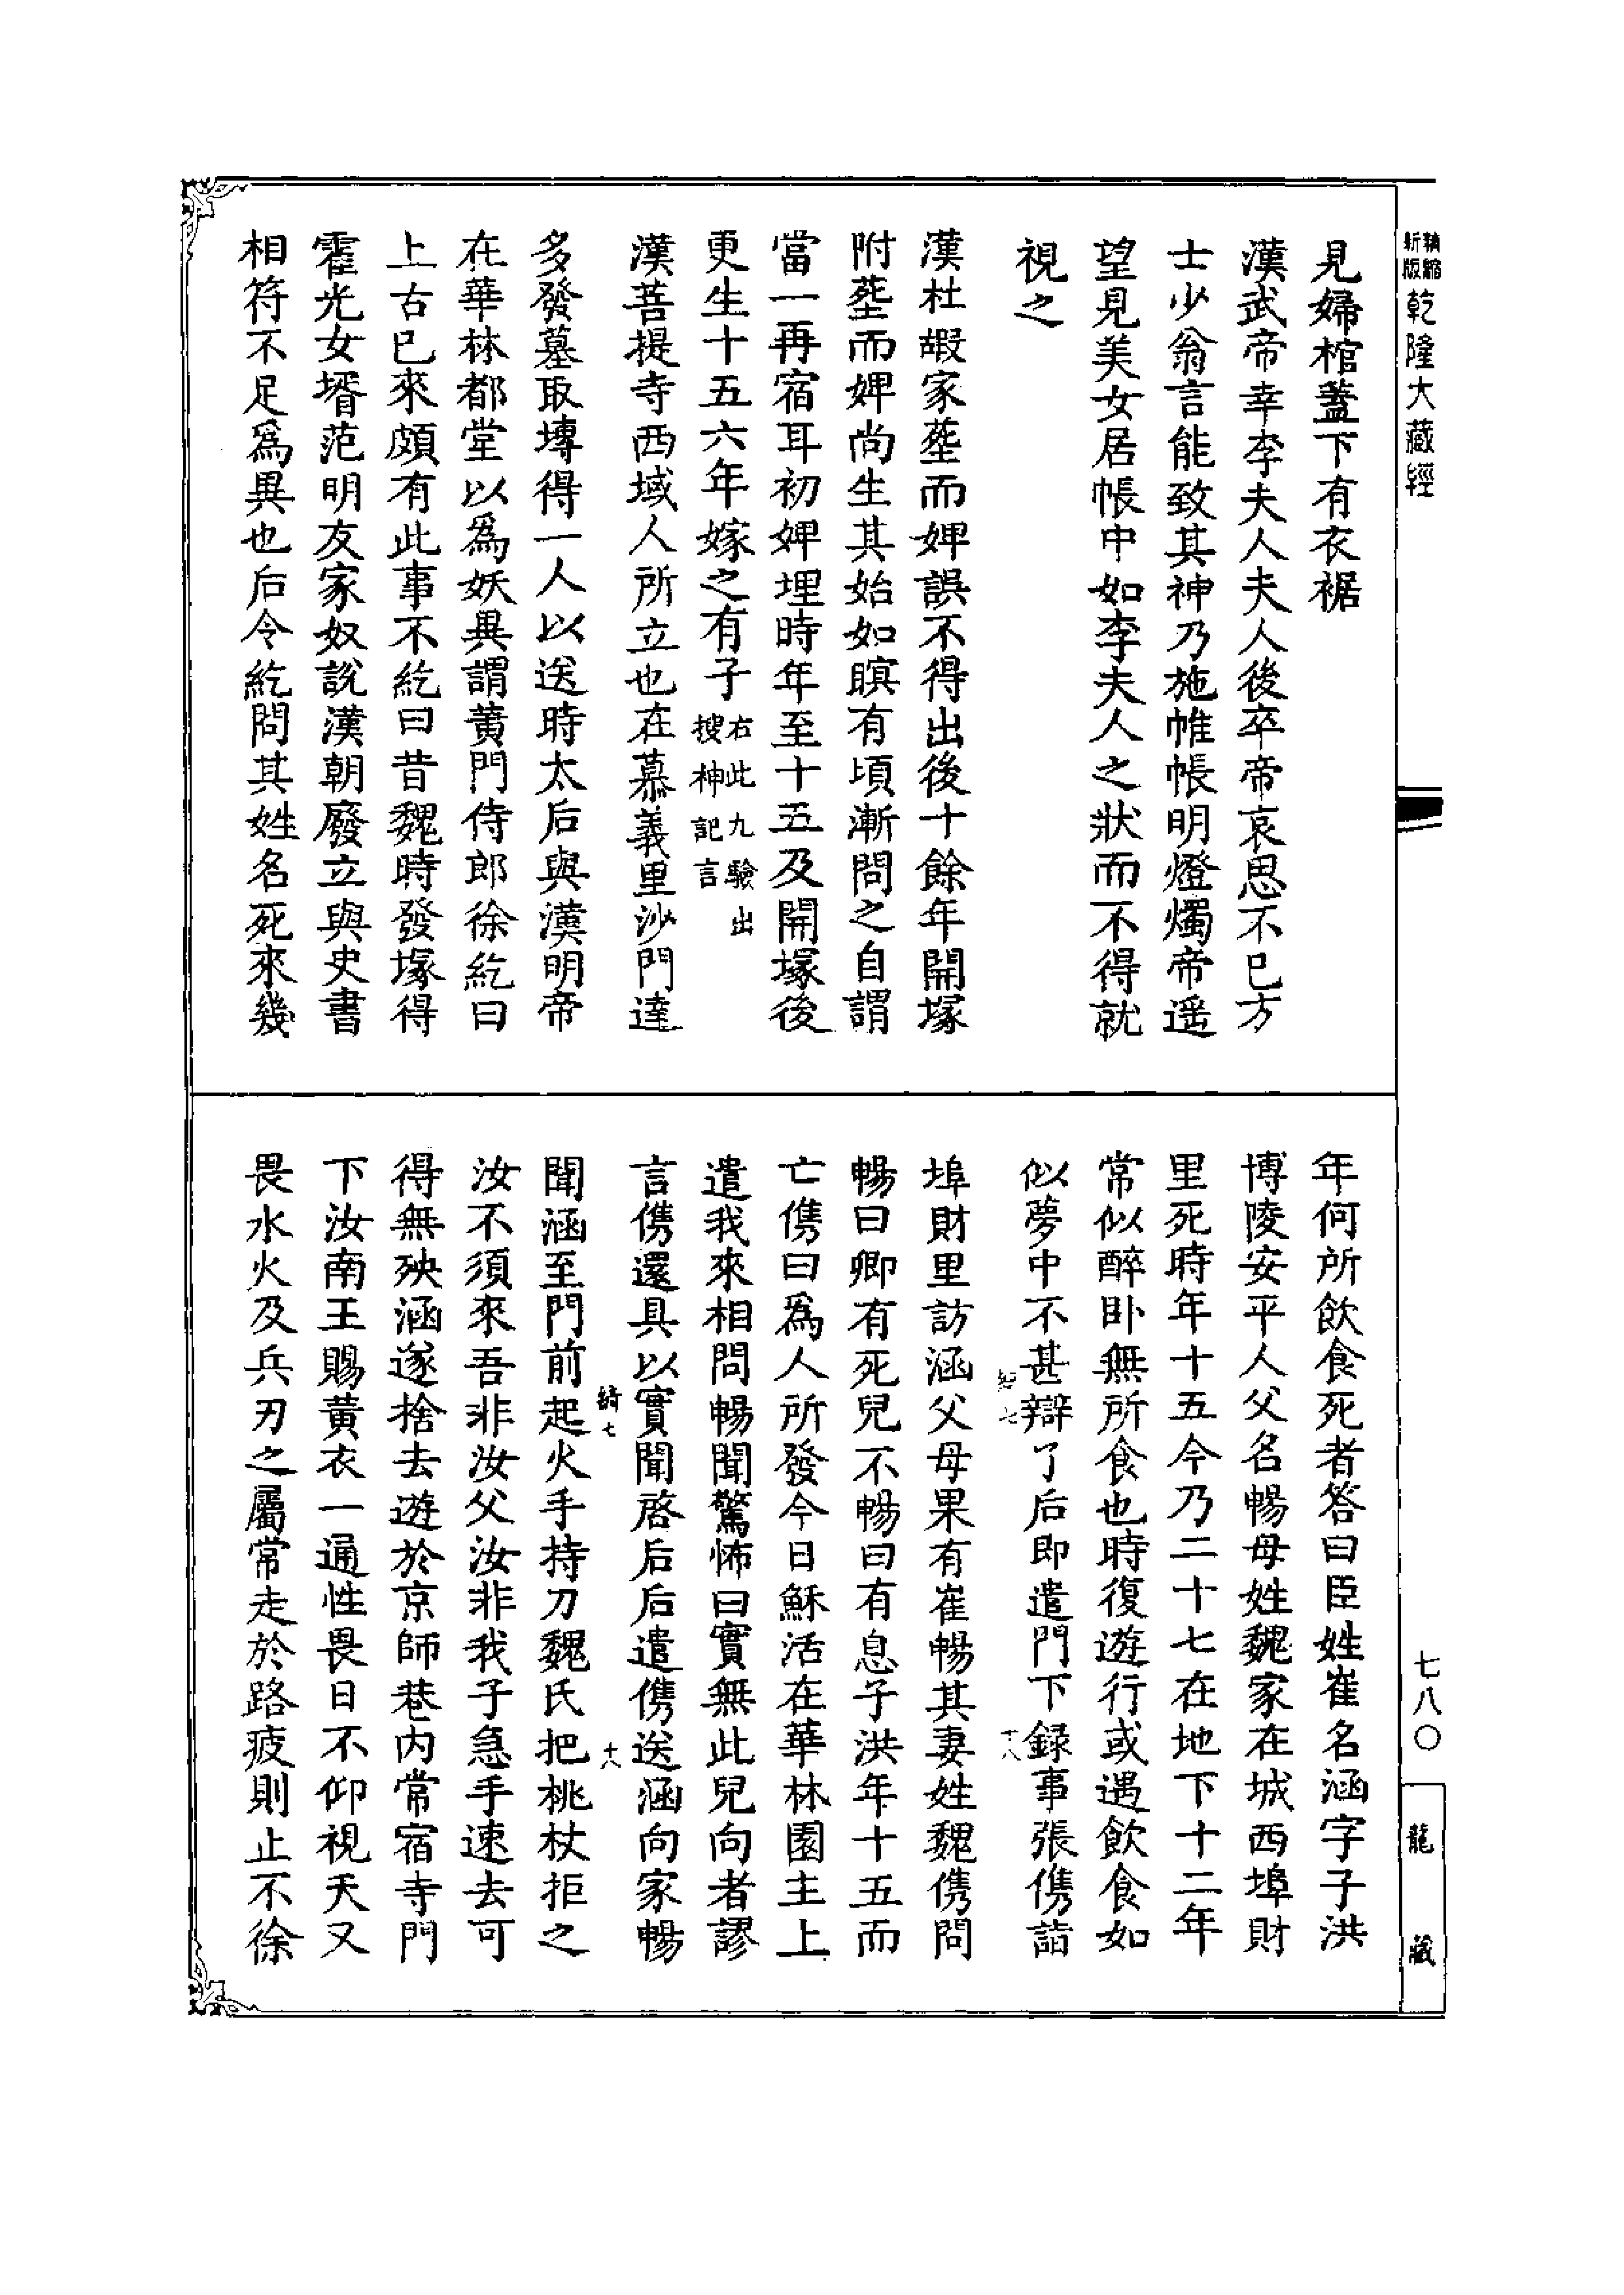 精縮
新版
乾隆大藏經
見婦棺蓋下有衣裾
漢武帝幸李夫人夫人後卒帝哀思不已方
士少翁言能致其神乃施帷帳明燈燭帝遥
望見美女居帳中如李夫人之狀而不得就
視之
漢杜嘏家塟而婢誤不得出後十餘年開塚
附塟而婢尚生其始如瞑有頃漸問之自謂
當一再宿耳初婢埋時年至十五及開塚後
更生十五六年嫁之有子
右此九驗出
搜神記言
漢菩提寺西域人所立也在慕義里沙門達
多發墓取塼得一人以送時太后與漢明帝
在華林都堂以爲妖異謂黄門侍郎徐紇曰
上古已來頗有此事不紇曰昔魏時發塚得
霍光女壻范明友家奴說漢朝廢立與史書
相符不足爲異也后令紇問其姓名死來幾
年何所飲食死者答曰臣姓崔名涵字子洪
博陵安平人父名暢母姓魏家在城西埠財
里死時年十五今乃二十七在地下十二年
常似醉卧無所食也時復遊行或遇飲食如
似夢中不甚辯了后即遣門下録事張儁詣
埠財里訪涵父母果有崔暢其妻姓魏儁問
暢曰卿有死兒不暢曰有息子洪年十五而
亡儁曰爲人所發今日穌活在華林園主上
遣我來相問暢聞驚怖曰實無此兒向者謬
言儁還具以實聞啓后后遣儁送涵向家暢
綺七
十八
聞涵至門前起火手持刀魏氏把桃杖拒之
汝不須來吾非汝父汝非我子急手速去可
得無殃涵遂捨去遊於京師巷內常宿寺門
下汝南王賜黄衣一通性畏日不仰視天又
畏水火及兵刃之屬常走於路疲則止不徐
七八〇
龍藏